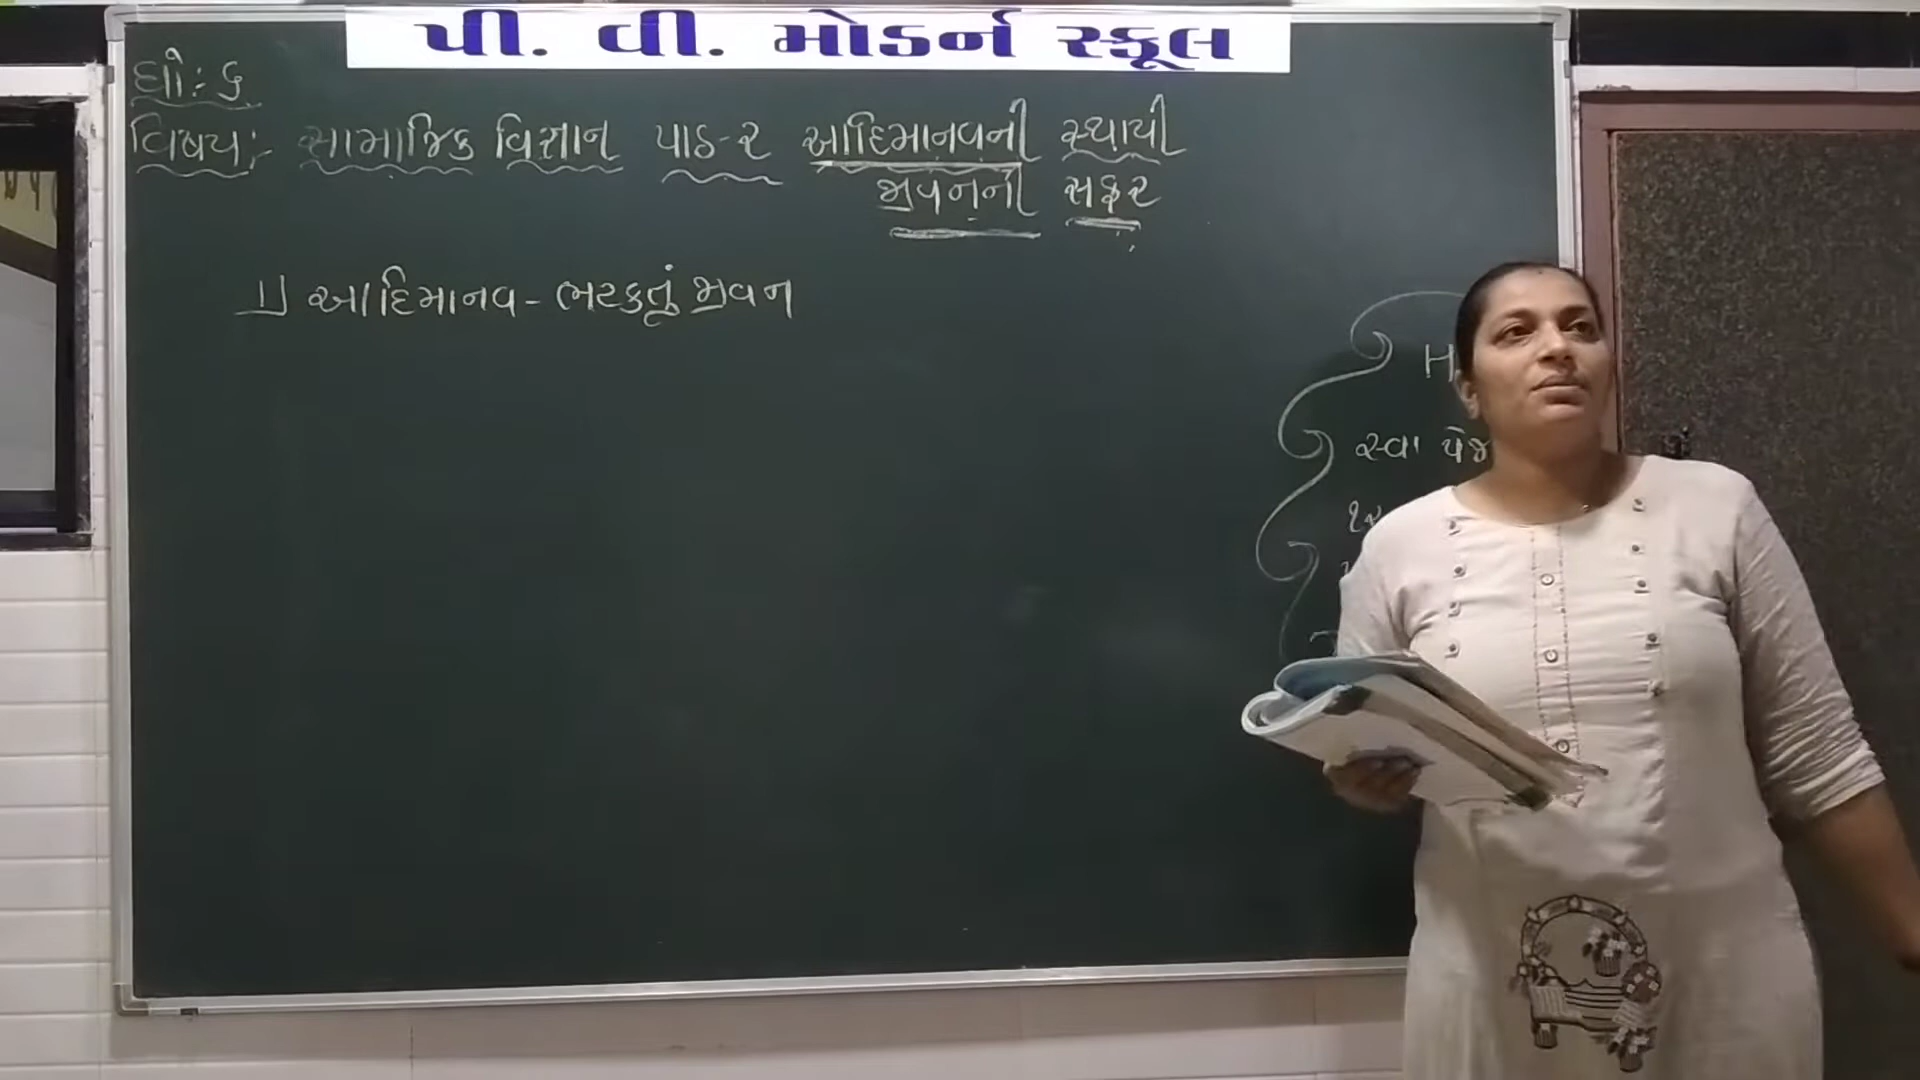 પી. વી. મોડર્ન સ્કૂલ
ધો:- ૬
વિષય:- સામાજિક વિજ્ઞાન પાઠ-૨ આદિમાનવની સ્થાયી
જીવનની સફર
1) આદિમાનવ - ભટકતું જીવન
સ્વા